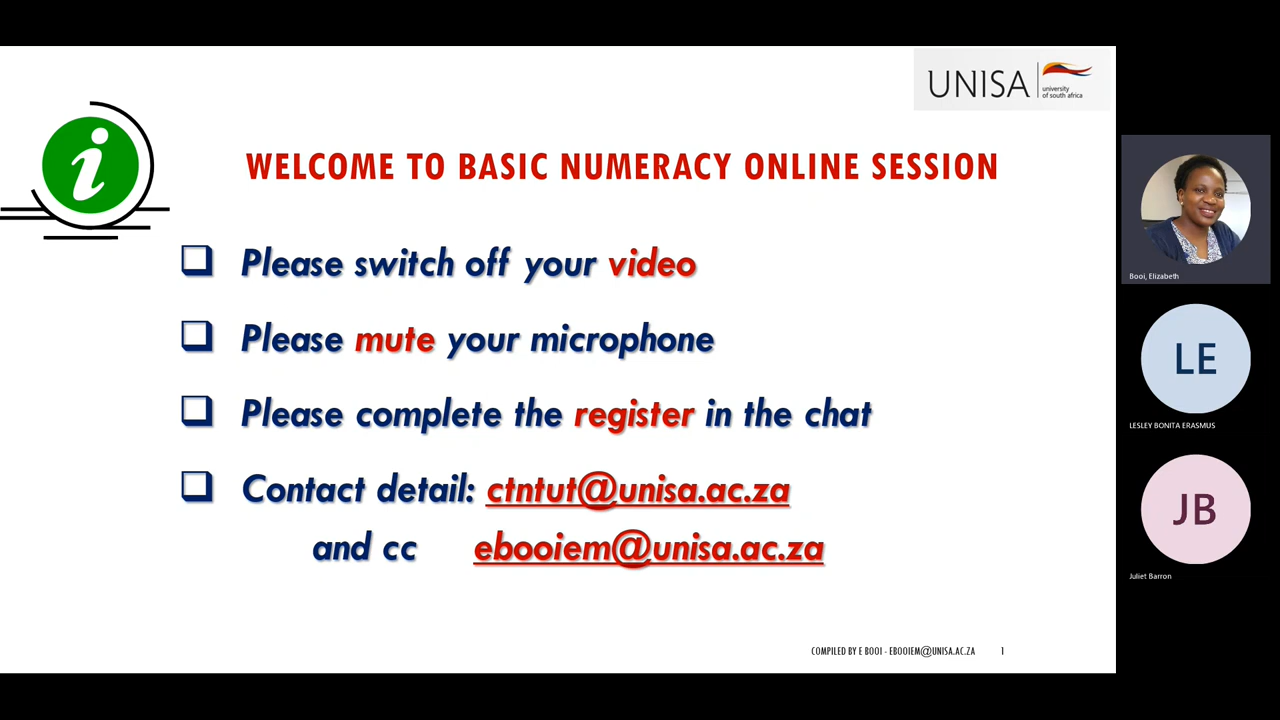 UNISA
university
of south africa
i
WELCOME TO BASIC NUMERACY ONLINE SESSION
Please switch off your video
Please mute your microphone
Please complete the register in the chat
Contact detail: ctntut@unisa.ac.za
and cc ebooiem@unisa.ac.za
COMPILED BY E BOOI - EBOOIEM@UNISA.AC.ZA 1
Booi, Elizabeth
LE
LESLEY BONITA ERASMUS
JB
Juliet Barron